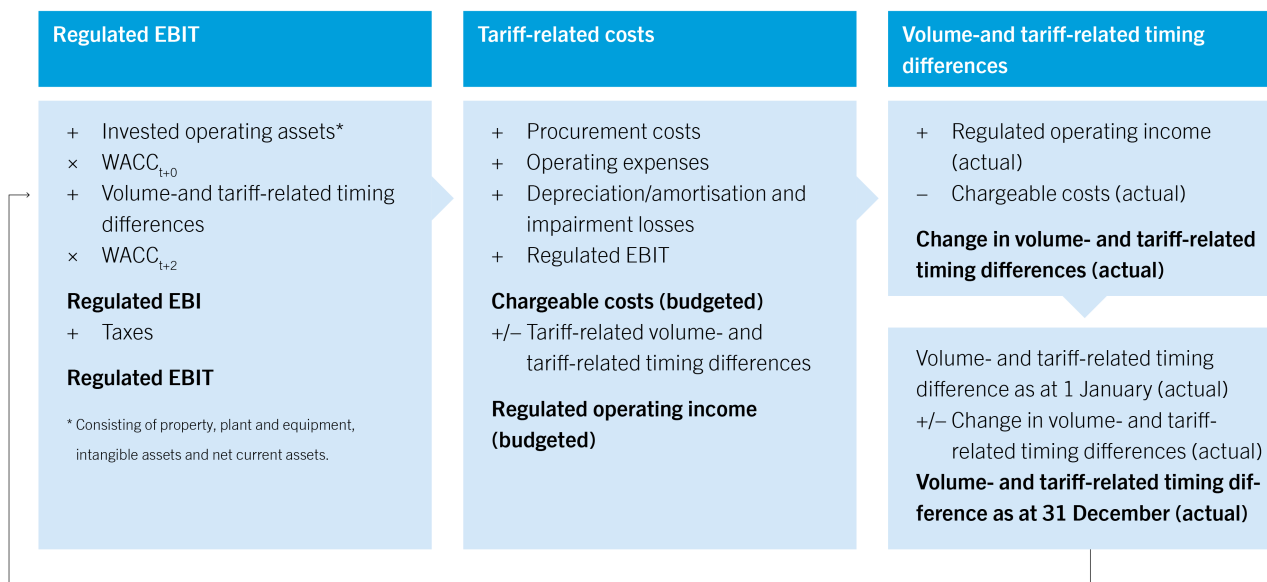 Regulated EBIT
+ Invested operating assets*
× WACCt+0
+ Volume-and tariff-related timing
differences
× WACCt+2
Regulated EBI
+ Taxes
Regulated EBIT
* Consisting of property, plant and equipment,
intangible assets and net current assets.
Tariff-related costs
+ Procurement costs
+ Operating expenses
+ Depreciation/amortisation and
impairment losses
+ Regulated EBIT
Chargeable costs (budgeted)
+/– Tariff-related volume- and
tariff-related timing differences
Regulated operating income
(budgeted)
Volume-and tariff-related timing
differences
+ Regulated operating income
(actual)
– Chargeable costs (actual)
Change in volume- and tariff-related
timing differences (actual)
Volume- and tariff-related timing
difference as at 1 January (actual)
+/– Change in volume- and tariff-
related timing differences (actual)
Volume- and tariff-related timing dif-
ference as at 31 December (actual)